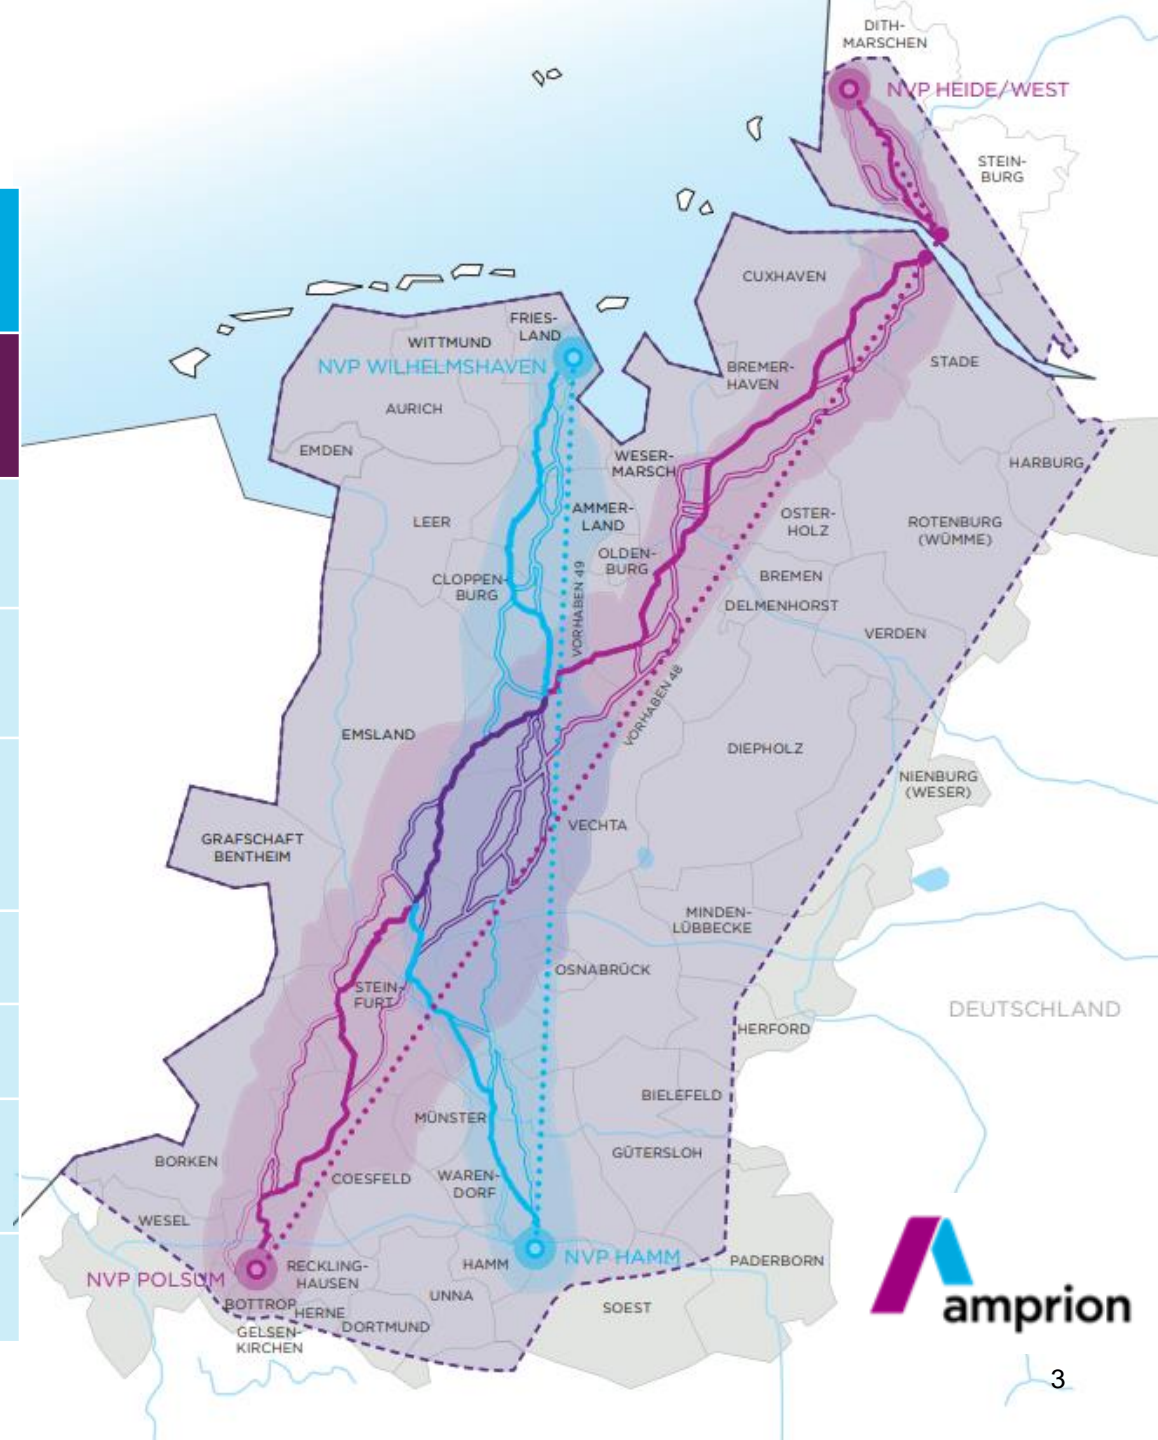 DITH-
MARSCHEN
NVP HEIDE/WEST
STEIN-
BURG
CUXHAVEN
FRIES-
LAND
WITTMUND
NVP WILHELMSHAVEN
BREMER-
HAVEN
STADE
AURICH
EMDEN
WESER-
MARSCH
HARBURG
LEER
AMMER-
LAND
OSTER-
HOLZ
ROTENBURG
(WÜMME)
OLDEN-
BURG
CLOPPEN-
BURG
VORHABEN 49
BREMEN
DELMENHORST
VERDEN
VORHABEN 48
EMSLAND
DIEPHOLZ
NIENBURG
(WESER)
VECHTA
GRAFSCHAFT
BENTHEIM
MINDEN-
LÜBBECKE
OSNABRÜCK
STEIN-
FURT
DEUTSCHLAND
HERFORD
BIELEFELD
MÜNSTER
GÜTERSLOH
BORKEN
COESFELD
WAREN-
DORF
WESEL
NVP POLSUM
RECKLING-
HAUSEN
HAMM
NVP HAMM
PADERBORN
UNNA
BOTTROP
HERNE
DORTMUND
SOEST
GELSEN-
KIRCHEN
amprion
3